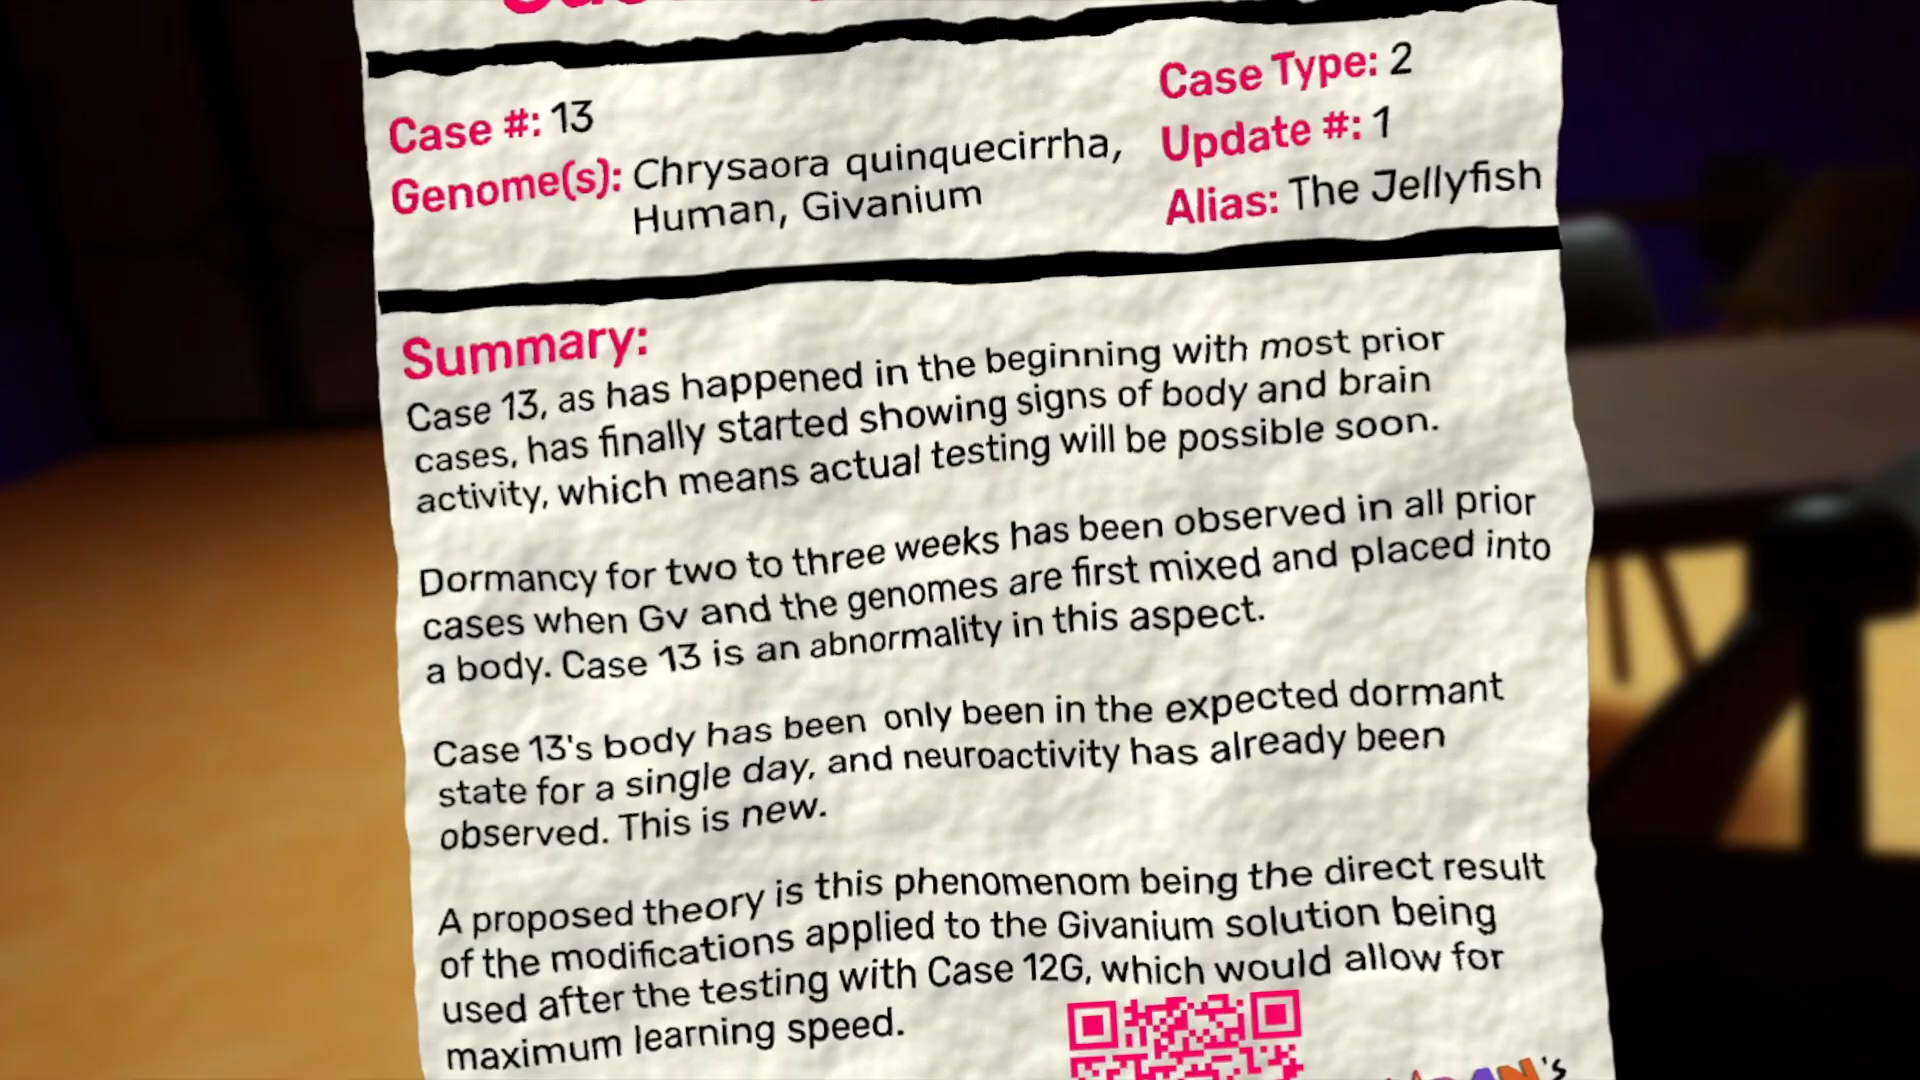 Case #: 13
Genome(s): Chrysaora quinquecirrha,
Human, Givanium
Case Type: 2
Update #: 1
Alias: The Jellyfish
Summary:
Case 13, as has happened in the beginning with most prior
cases, has finally started showing signs of body and brain
activity, which means actual testing will be possible soon.
Dormancy for two to three weeks has been observed in all prior
cases when Gv and the genomes are first mixed and placed into
a body. Case 13 is an abnormality in this aspect.
Case 13's body has been only been in the expected dormant
state for a single day, and neuroactivity has already been
observed. This is new.
A proposed theory is this phenomenom being the direct result
of the modifications applied to the Givanium solution being
used after the testing with Case 12G, which would allow for
maximum learning speed.